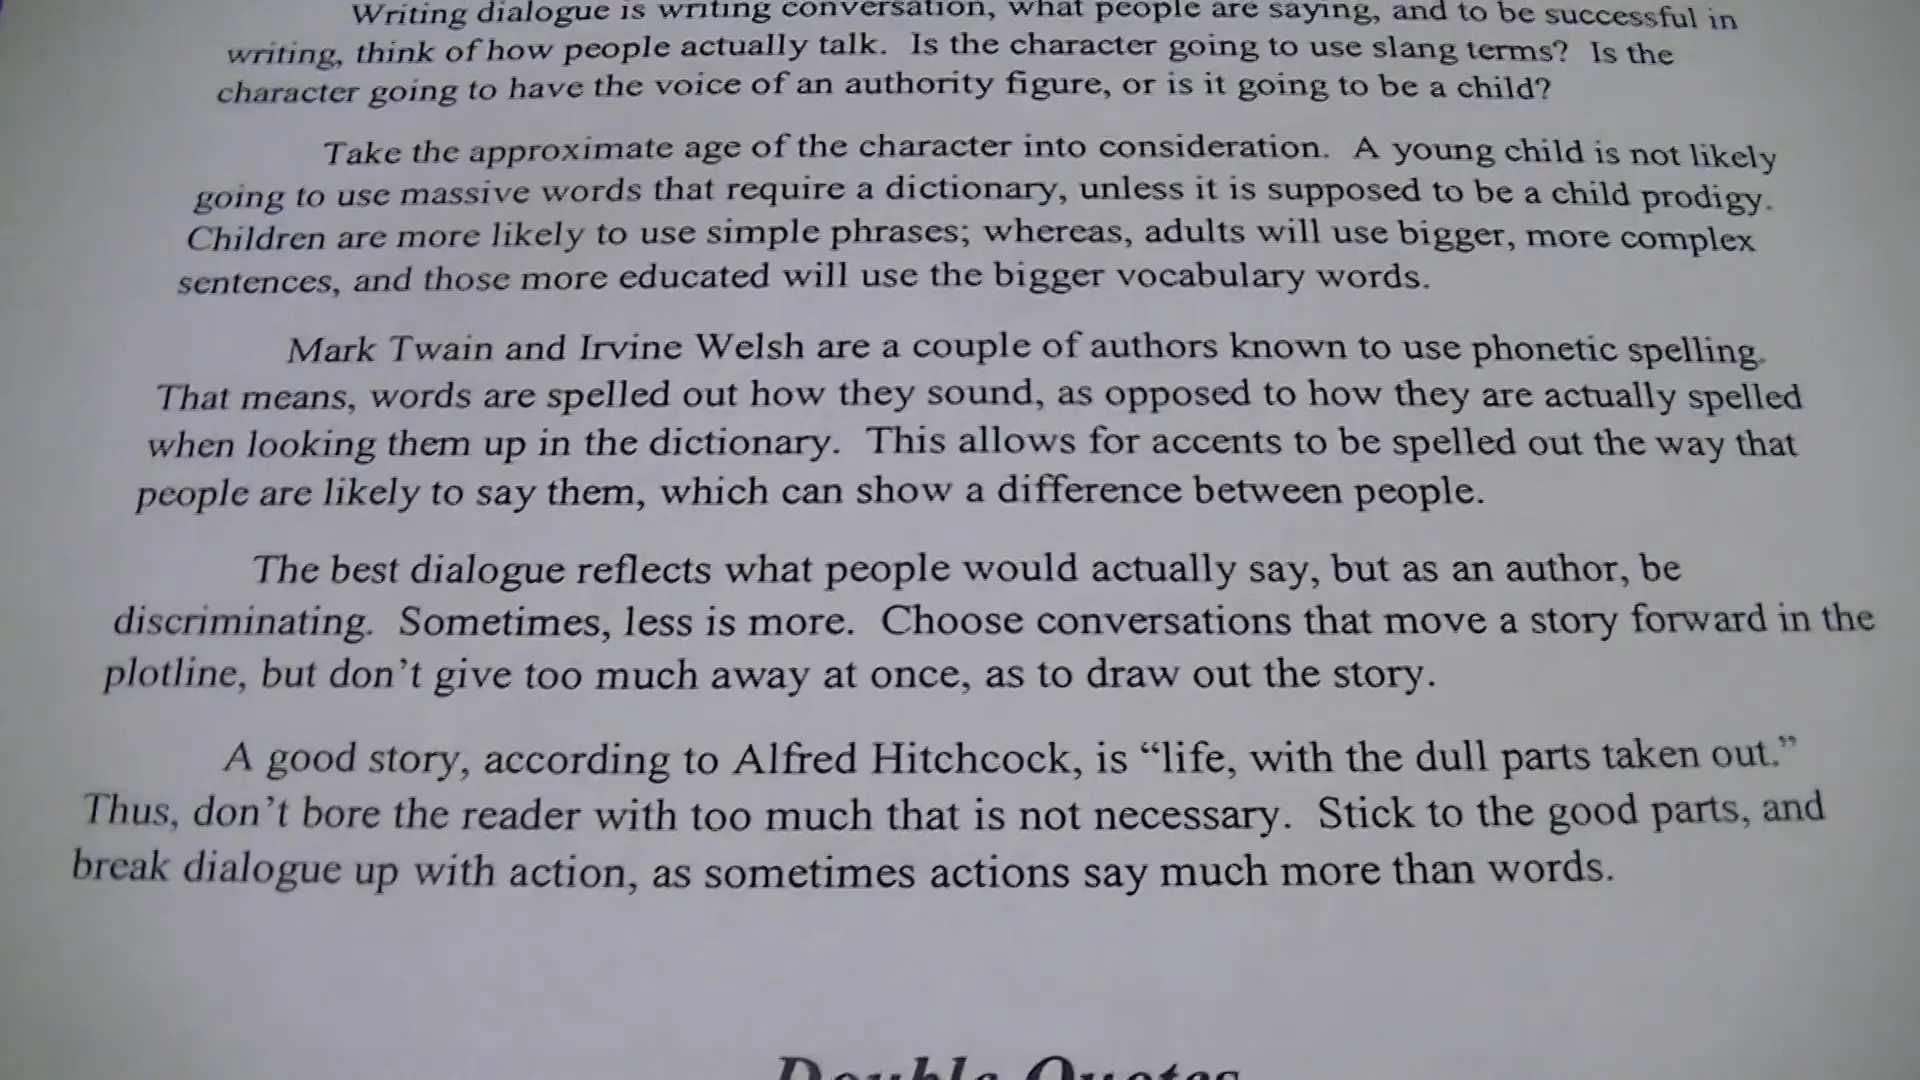 Writing dialogue is writing conversation, what people are saying, and to be successful in
writing, think of how people actually talk.  Is the character going to use slang terms?  Is the
character going to have the voice of an authority figure, or is it going to be a child?
Take the approximate age of the character into consideration.  A young child is not likely
going to use massive words that require a dictionary, unless it is supposed to be a child prodigy.
Children are more likely to use simple phrases; whereas, adults will use bigger, more complex
sentences, and those more educated will use the bigger vocabulary words.
Mark Twain and Irvine Welsh are a couple of authors known to use phonetic spelling.
That means, words are spelled out how they sound, as opposed to how they are actually spelled
when looking them up in the dictionary.  This allows for accents to be spelled out the way that
people are likely to say them, which can show a difference between people.
The best dialogue reflects what people would actually say, but as an author, be
discriminating.  Sometimes, less is more.  Choose conversations that move a story forward in the
plotline, but don’t give too much away at once, as to draw out the story.
A good story, according to Alfred Hitchcock, is “life, with the dull parts taken out.”
Thus, don’t bore the reader with too much that is not necessary.  Stick to the good parts, and
break dialogue up with action, as sometimes actions say much more than words.
Double Quotes